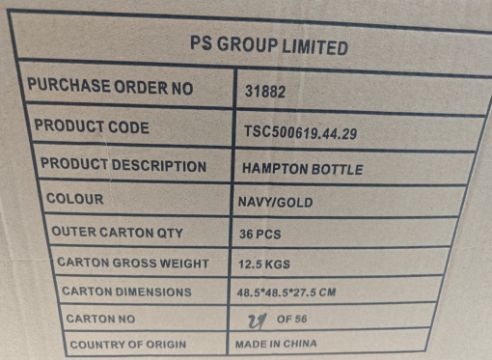 PS GROUP LIMITED
PURCHASE ORDER NO 31882
PRODUCT CODE TSC500619.44.29
PRODUCT DESCRIPTION HAMPTON BOTTLE
COLOUR NAVY/GOLD
OUTER CARTON QTY 36 PCS
CARTON GROSS WEIGHT 12.5 KGS
CARTON DIMENSIONS 48.5*48.5*27.5 CM
CARTON NO OF 56
COUNTRY OF ORIGIN MADE IN CHINA